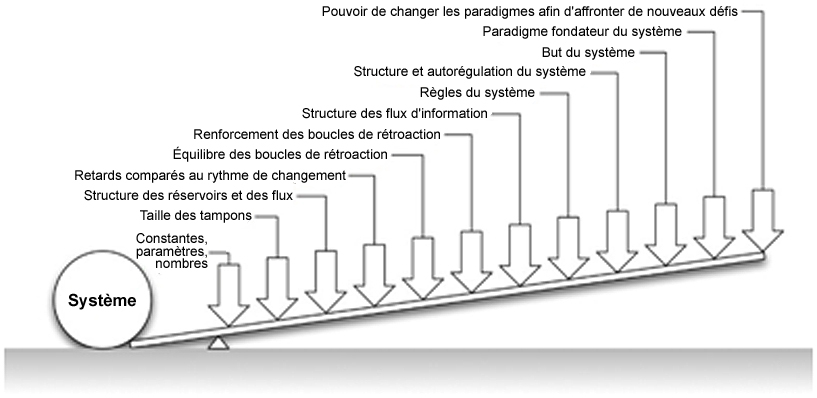 Pouvoir de changer les paradigmes afin d'affronter de nouveaux défis
Paradigme fondateur du système
But du système
Structure et autorégulation du système
Règles du système
Structure des flux d'information
Renforcement des boucles de rétroaction
Équilibre des boucles de rétroaction
Retards comparés au rythme de changement
Structure des réservoirs et des flux
Taille des tampons
Constantes,
paramètres,
nombres
Système